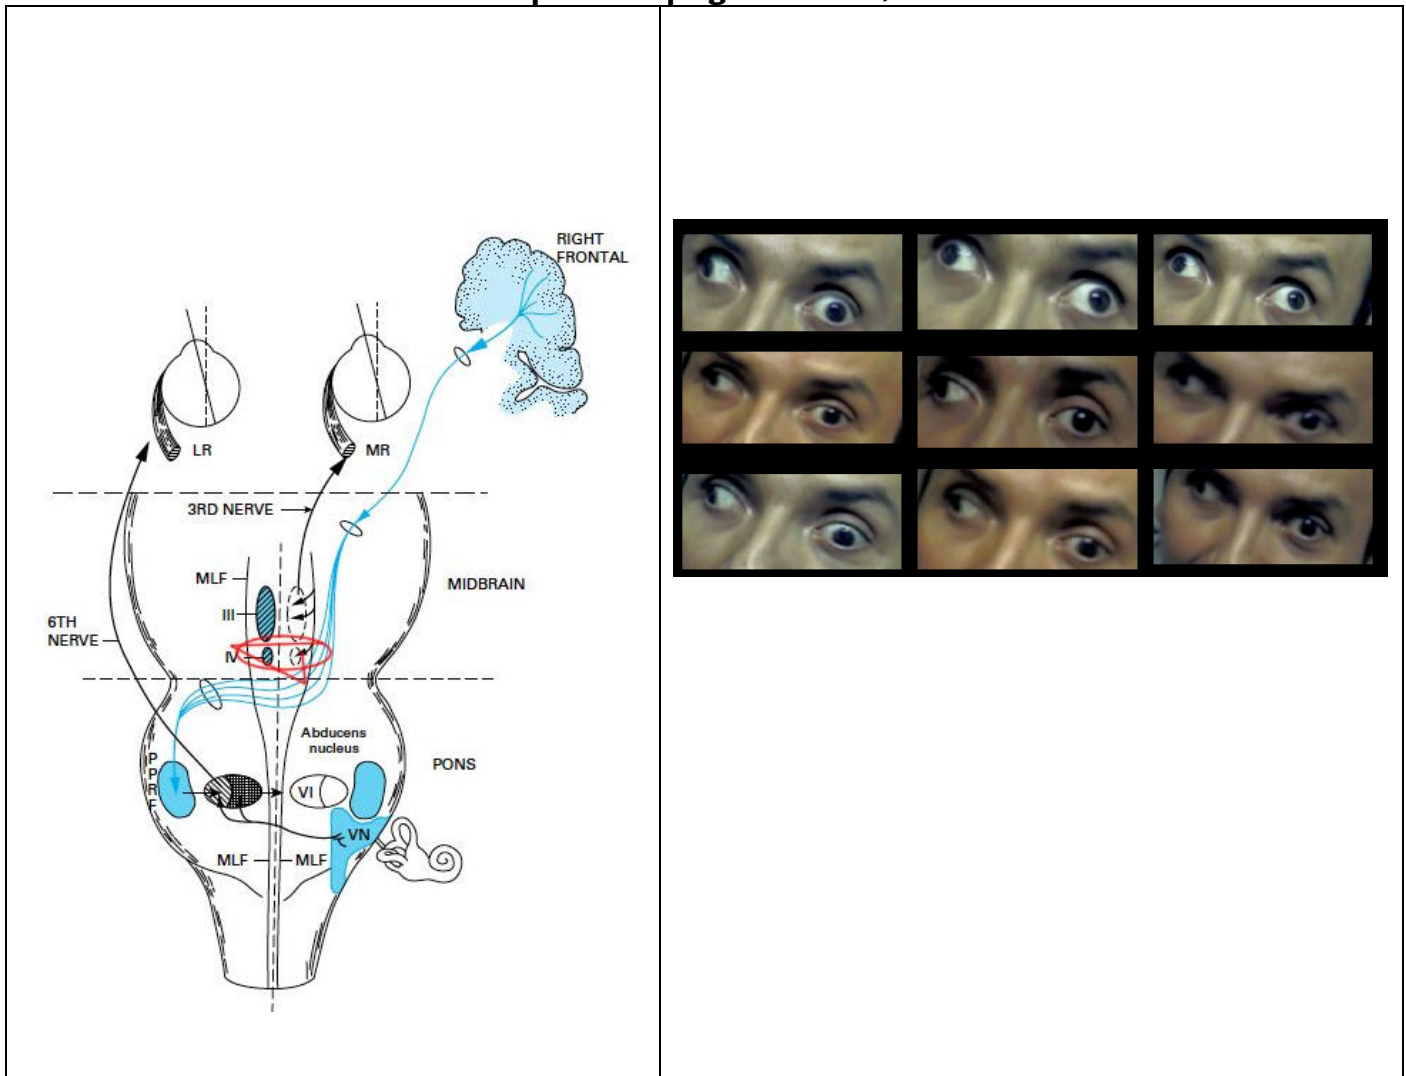 RIGHT
FRONTAL
LR
MR
3RD NERVE
MLF
MIDBRAIN
III
6TH
NERVE
IV
Abducens
nucleus
PONS
P
P
R
F
VI
VN
MLF
MLF